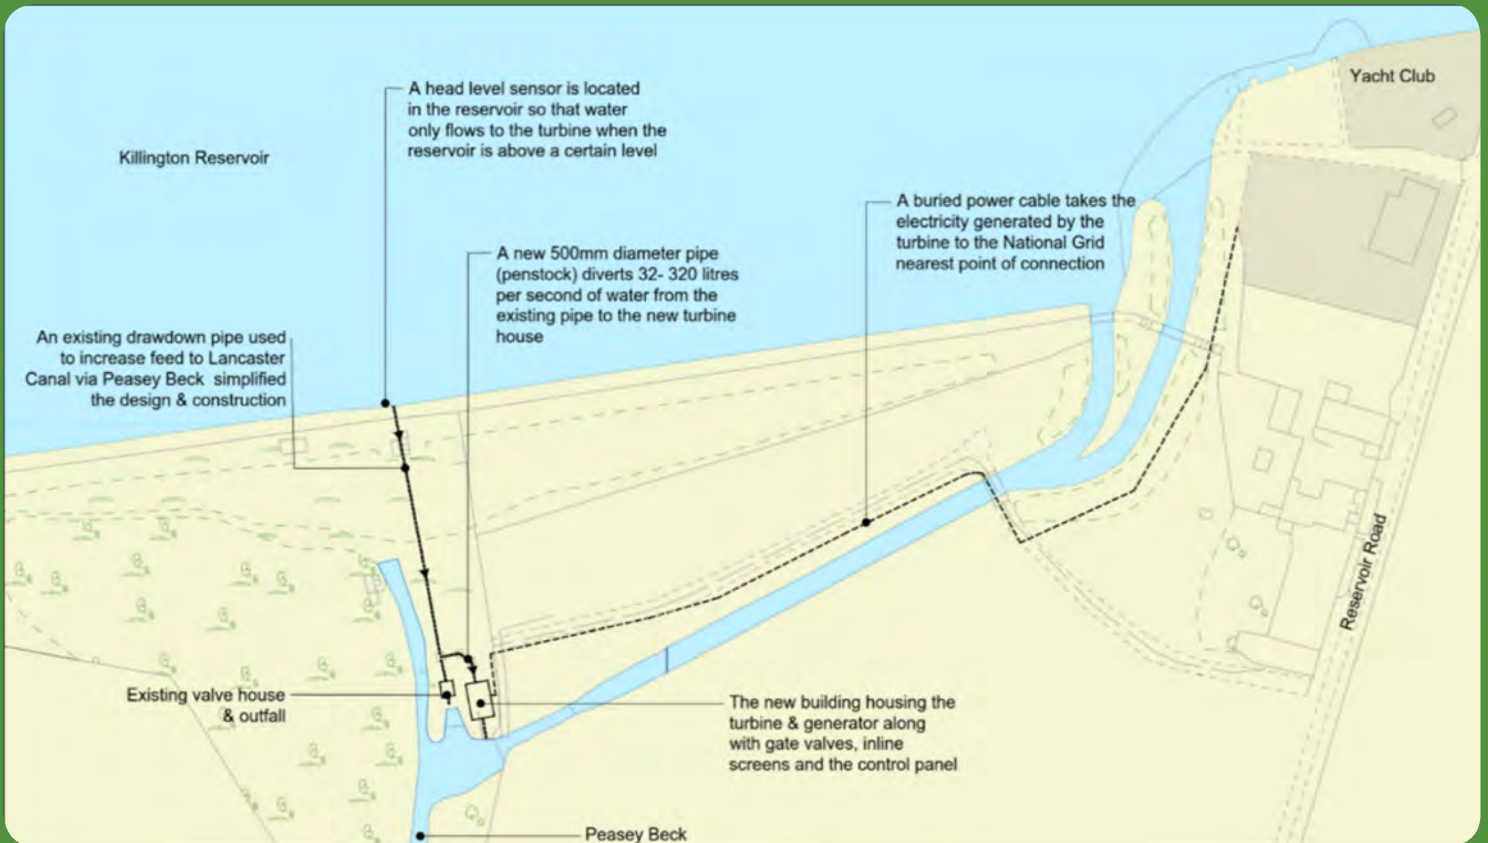 Yacht Club
A head level sensor is located
in the reservoir so that water
only flows to the turbine when the
reservoir is above a certain level
Killington Reservoir
A buried power cable takes the
electricity generated by the
turbine to the National Grid
nearest point of connection
A new 500mm diameter pipe
(penstock) diverts 32- 320 litres
per second of water from the
existing pipe to the new turbine
house
An existing drawdown pipe used
to increase feed to Lancaster
Canal via Peasey Beck simplified
the design & construction
Reservoir Road
Existing valve house
& outfall
The new building housing the
turbine & generator along
with gate valves, inline
screens and the control panel
Peasey Beck